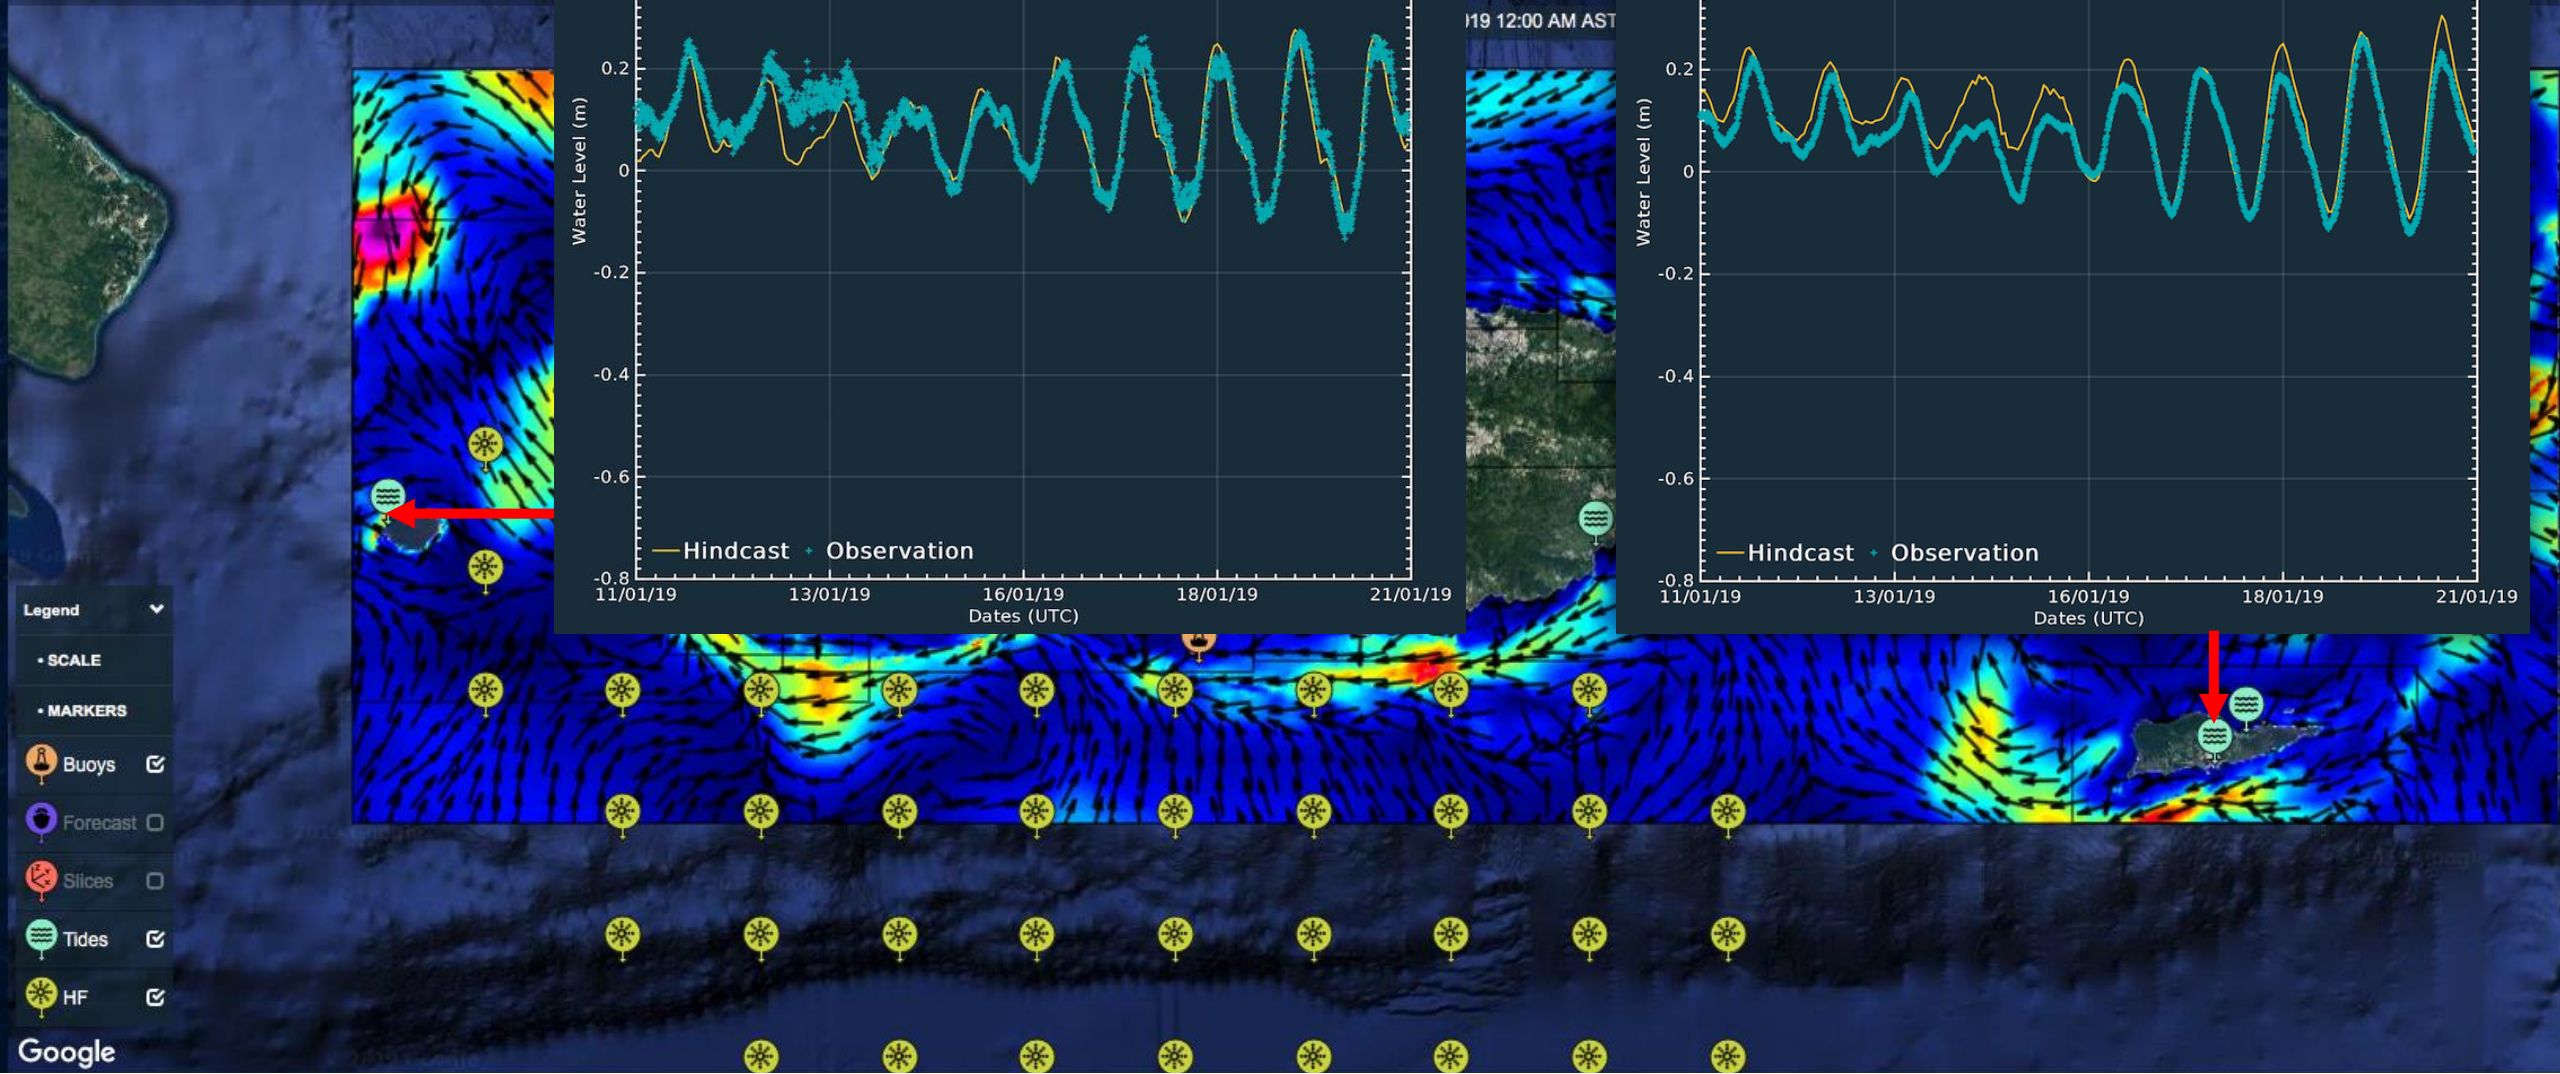 019 12:00 AM AST
0.2
0
-0.2
-0.4
-0.6
-0.8
Water Level (m)
Hindcast
Observation
11/01/19
13/01/19
16/01/19
18/01/19
21/01/19
Dates (UTC)
0.2
0
-0.2
-0.4
-0.6
-0.8
Water Level (m)
Hindcast
Observation
11/01/19
13/01/19
16/01/19
18/01/19
21/01/19
Dates (UTC)
Legend
• SCALE
• MARKERS
Buoys
Forecast
Slices
Tides
HF
Google